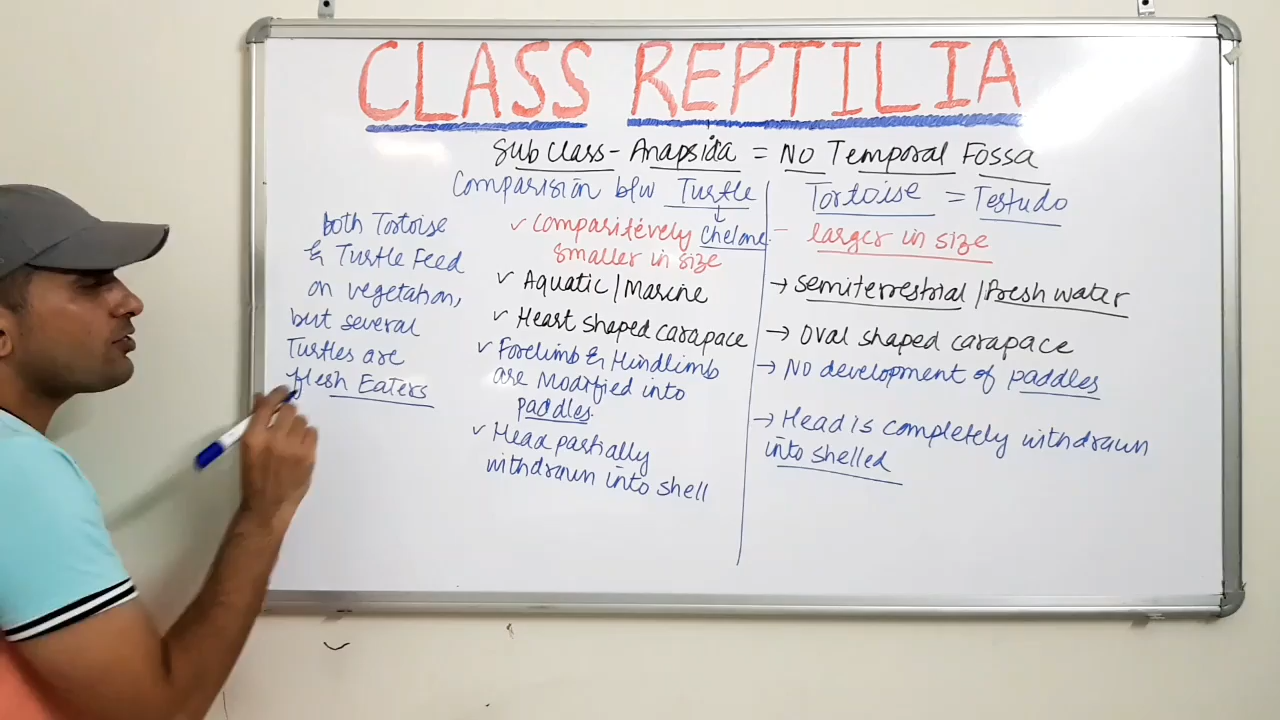 CLASS REPTILIA
Sub Class - Anapsida = No Temporal Fossa
Comparision b/w Turtle
Tortoise = Testudo
both Tortoise
& Turtle Feed
on vegetation,
but several
Turtles are
flesh Eaters
✓ Comparitevely Chelone
smaller in size
✓ Aquatic / Marine
✓ Heart shaped carapace
✓ Forelimb & Hindlimb
are Modified into
paddles.
✓ Head partially
withdrawn into shell
- larger in size
→ Semiterrestrial / Fresh water
→ Oval shaped carapace
→ No development of paddles
→ Head is completely withdrawn
into shelled